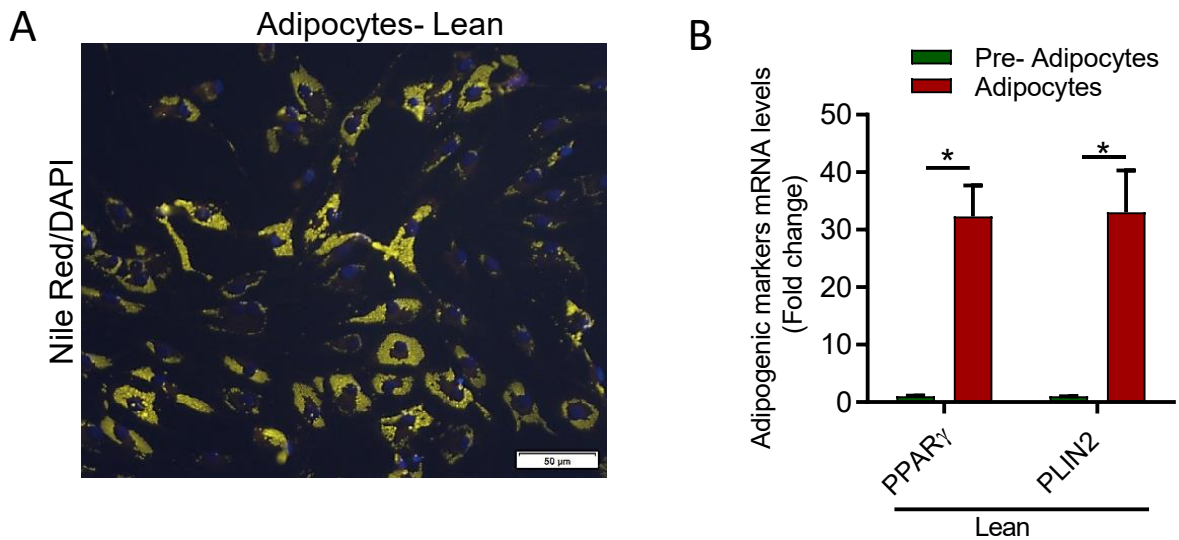 A
Adipocytes- Lean
Nile Red/DAPI
50 µm
B
Pre- Adipocytes
Adipocytes
Adipogenic markers mRNA levels
(Fold change)
50
40
30
20
10
0
*
*
PPARγ
PLIN2
Lean